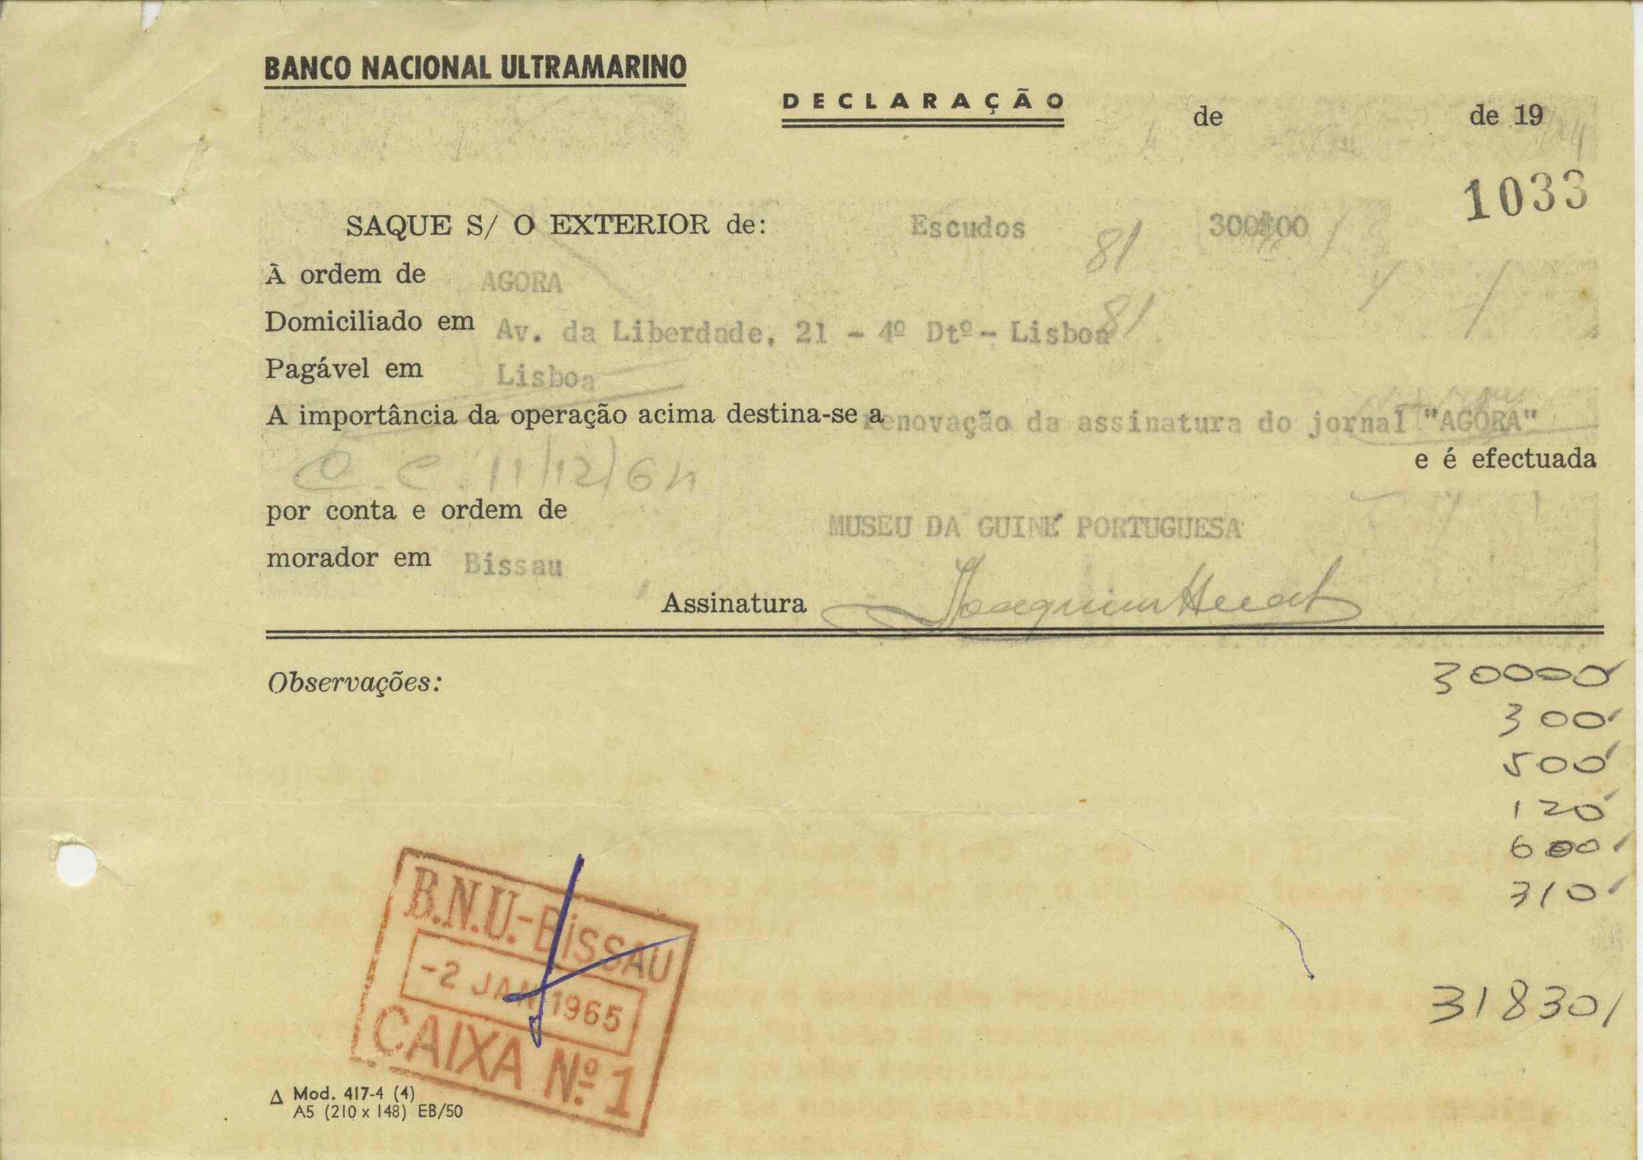 BANCO NACIONAL ULTRAMARINO
DECLARAÇÃO
de de 19
1033
SAQUE S/ O EXTERIOR de: Escudos 300$00
81
À ordem de AGORA
Domiciliado em Av. da Liberdade, 21 - 4º Dtº - Lisboa
81
Pagável em Lisboa
A importância da operação acima destina-se a renovação da assinatura do jornal "AGORA"
C. C. 11/12/64
e é efectuada
por conta e ordem de MUSEU DA GUINÉ PORTUGUESA
morador em Bissau
Assinatura Joaquim
Observações:
30000
300
500
120
600
310
31830
B.N.U.-BISSAU
-2 JAN 1965
CAIXA Nº 1
Δ Mod. 417-4 (4)
A5 (210 x 148) EB/50